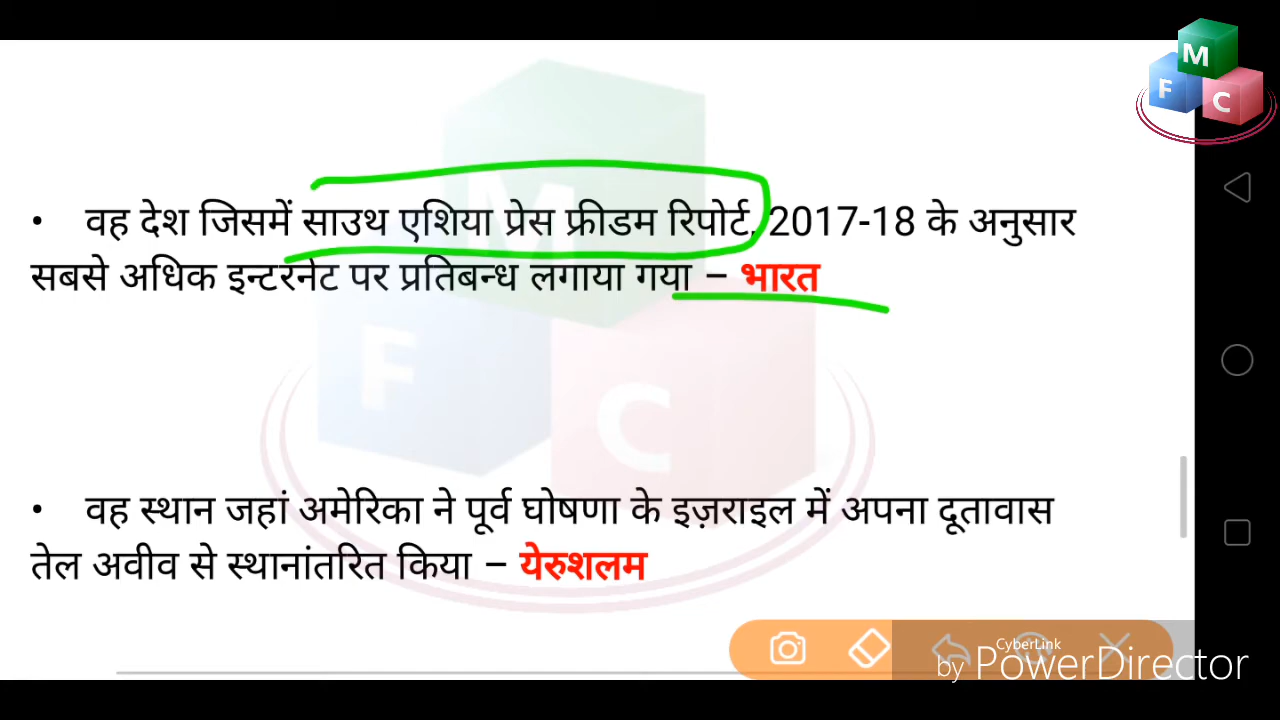 M
F
C
• वह देश जिसमें साउथ एशिया प्रेस फ्रीडम रिपोर्ट, 2017-18 के अनुसार
सबसे अधिक इन्टरनेट पर प्रतिबन्ध लगाया गया – भारत
M
F
C
• वह स्थान जहां अमेरिका ने पूर्व घोषणा के इज़राइल में अपना दूतावास
तेल अवीव से स्थानांतरित किया – येरुशलम
CyberLink
by PowerDirector